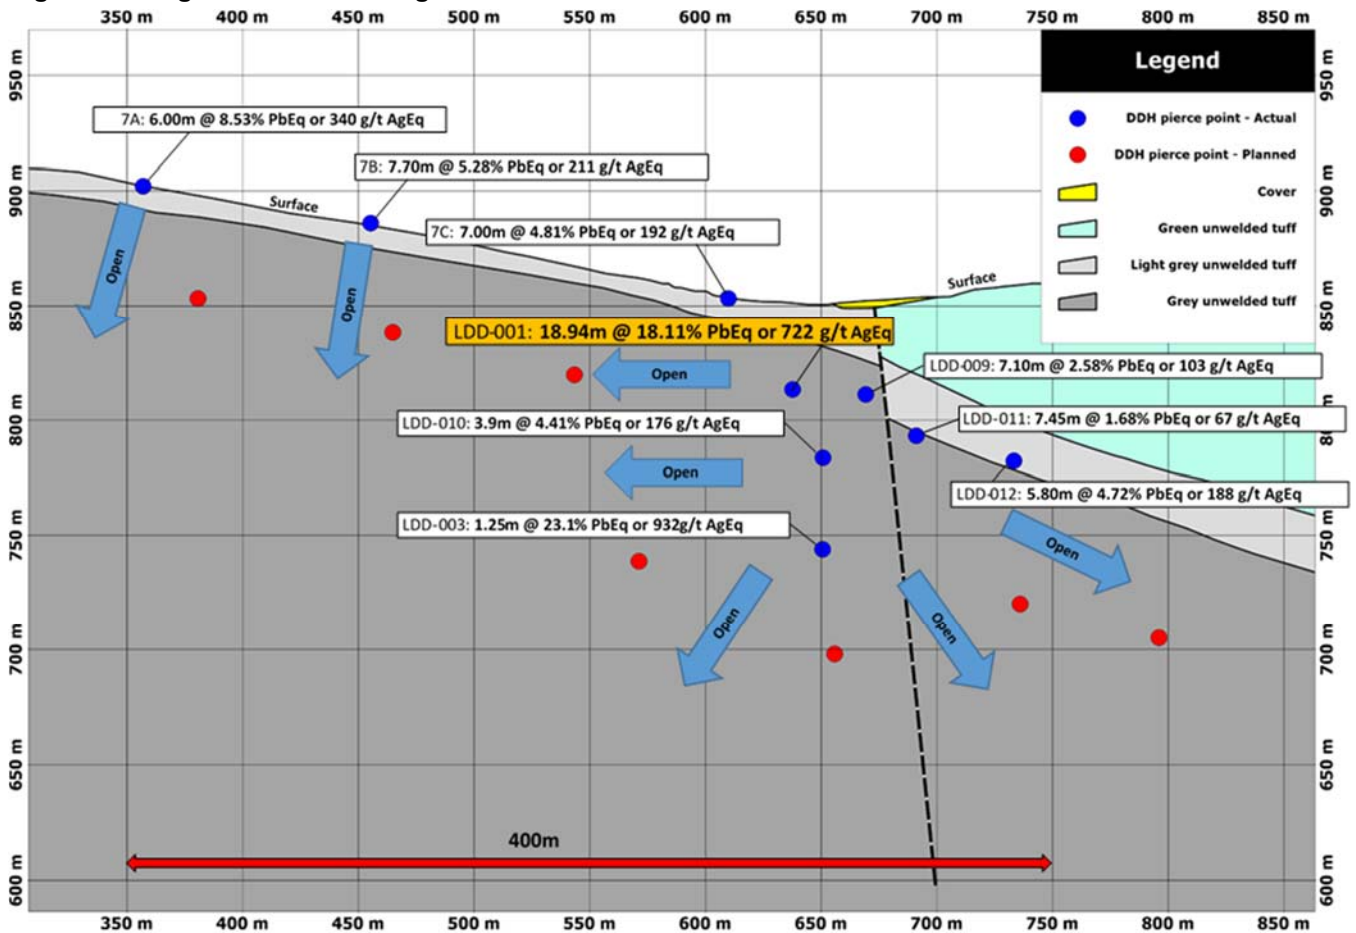 350 m 400 m 450 m 500 m 550 m 600 m 650 m 700 m 750 m 800 m 850 m
950 m
950 m
Legend
DDH pierce point - Actual
DDH pierce point - Planned
Cover
Green unwelded tuff
Light grey unwelded tuff
Grey unwelded tuff
7A: 6.00m @ 8.53% PbEq or 340 g/t AgEq
7B: 7.70m @ 5.28% PbEq or 211 g/t AgEq
900 m
900 m
Surface
7C: 7.00m @ 4.81% PbEq or 192 g/t AgEq
Open
Open
Surface
850 m
850 m
LDD-001: 18.94m @ 18.11% PbEq or 722 g/t AgEq
LDD-009: 7.10m @ 2.58% PbEq or 103 g/t AgEq
Open
800 m
LDD-010: 3.9m @ 4.41% PbEq or 176 g/t AgEq
LDD-011: 7.45m @ 1.68% PbEq or 67 g/t AgEq
Open
LDD-012: 5.80m @ 4.72% PbEq or 188 g/t AgEq
LDD-003: 1.25m @ 23.1% PbEq or 932g/t AgEq
750 m
750 m
Open
Open
Open
700 m
700 m
650 m
650 m
400m
600 m
600 m
350 m 400 m 450 m 500 m 550 m 600 m 650 m 700 m 750 m 800 m 850 m